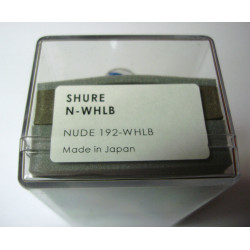 SHURE
N-WHLB
NUDE 192-WHLB
Made in Japan